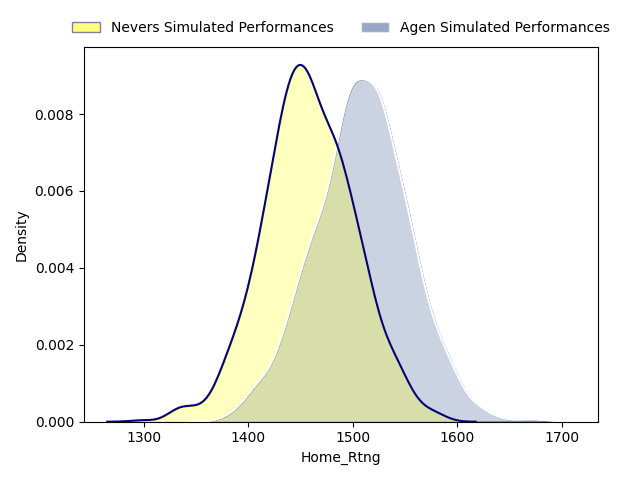 Nevers Simulated Performances
Agen Simulated Performances
Density
0.008
0.006
0.004
0.002
0.000
1300 1400 1500 1600 1700
Home_Rtng